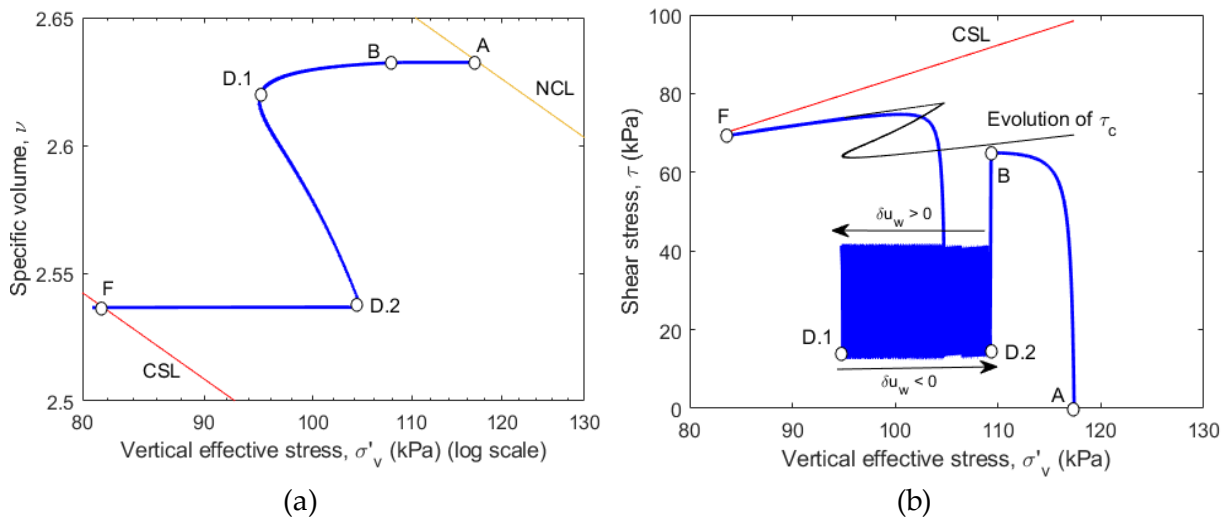 2.65
2.6
2.55
2.5
Specific volume, ν
A
B
D.1
NCL
D.2
F
CSL
80
90
100
110
120
130
Vertical effective stress, σ'v (kPa) (log scale)
(a)
100
80
60
40
20
0
Shear stress, τ (kPa)
CSL
F
Evolution of τc
B
δuw > 0
D.1
D.2
δuw < 0
A
80
90
100
110
120
130
Vertical effective stress, σ'v (kPa)
(b)